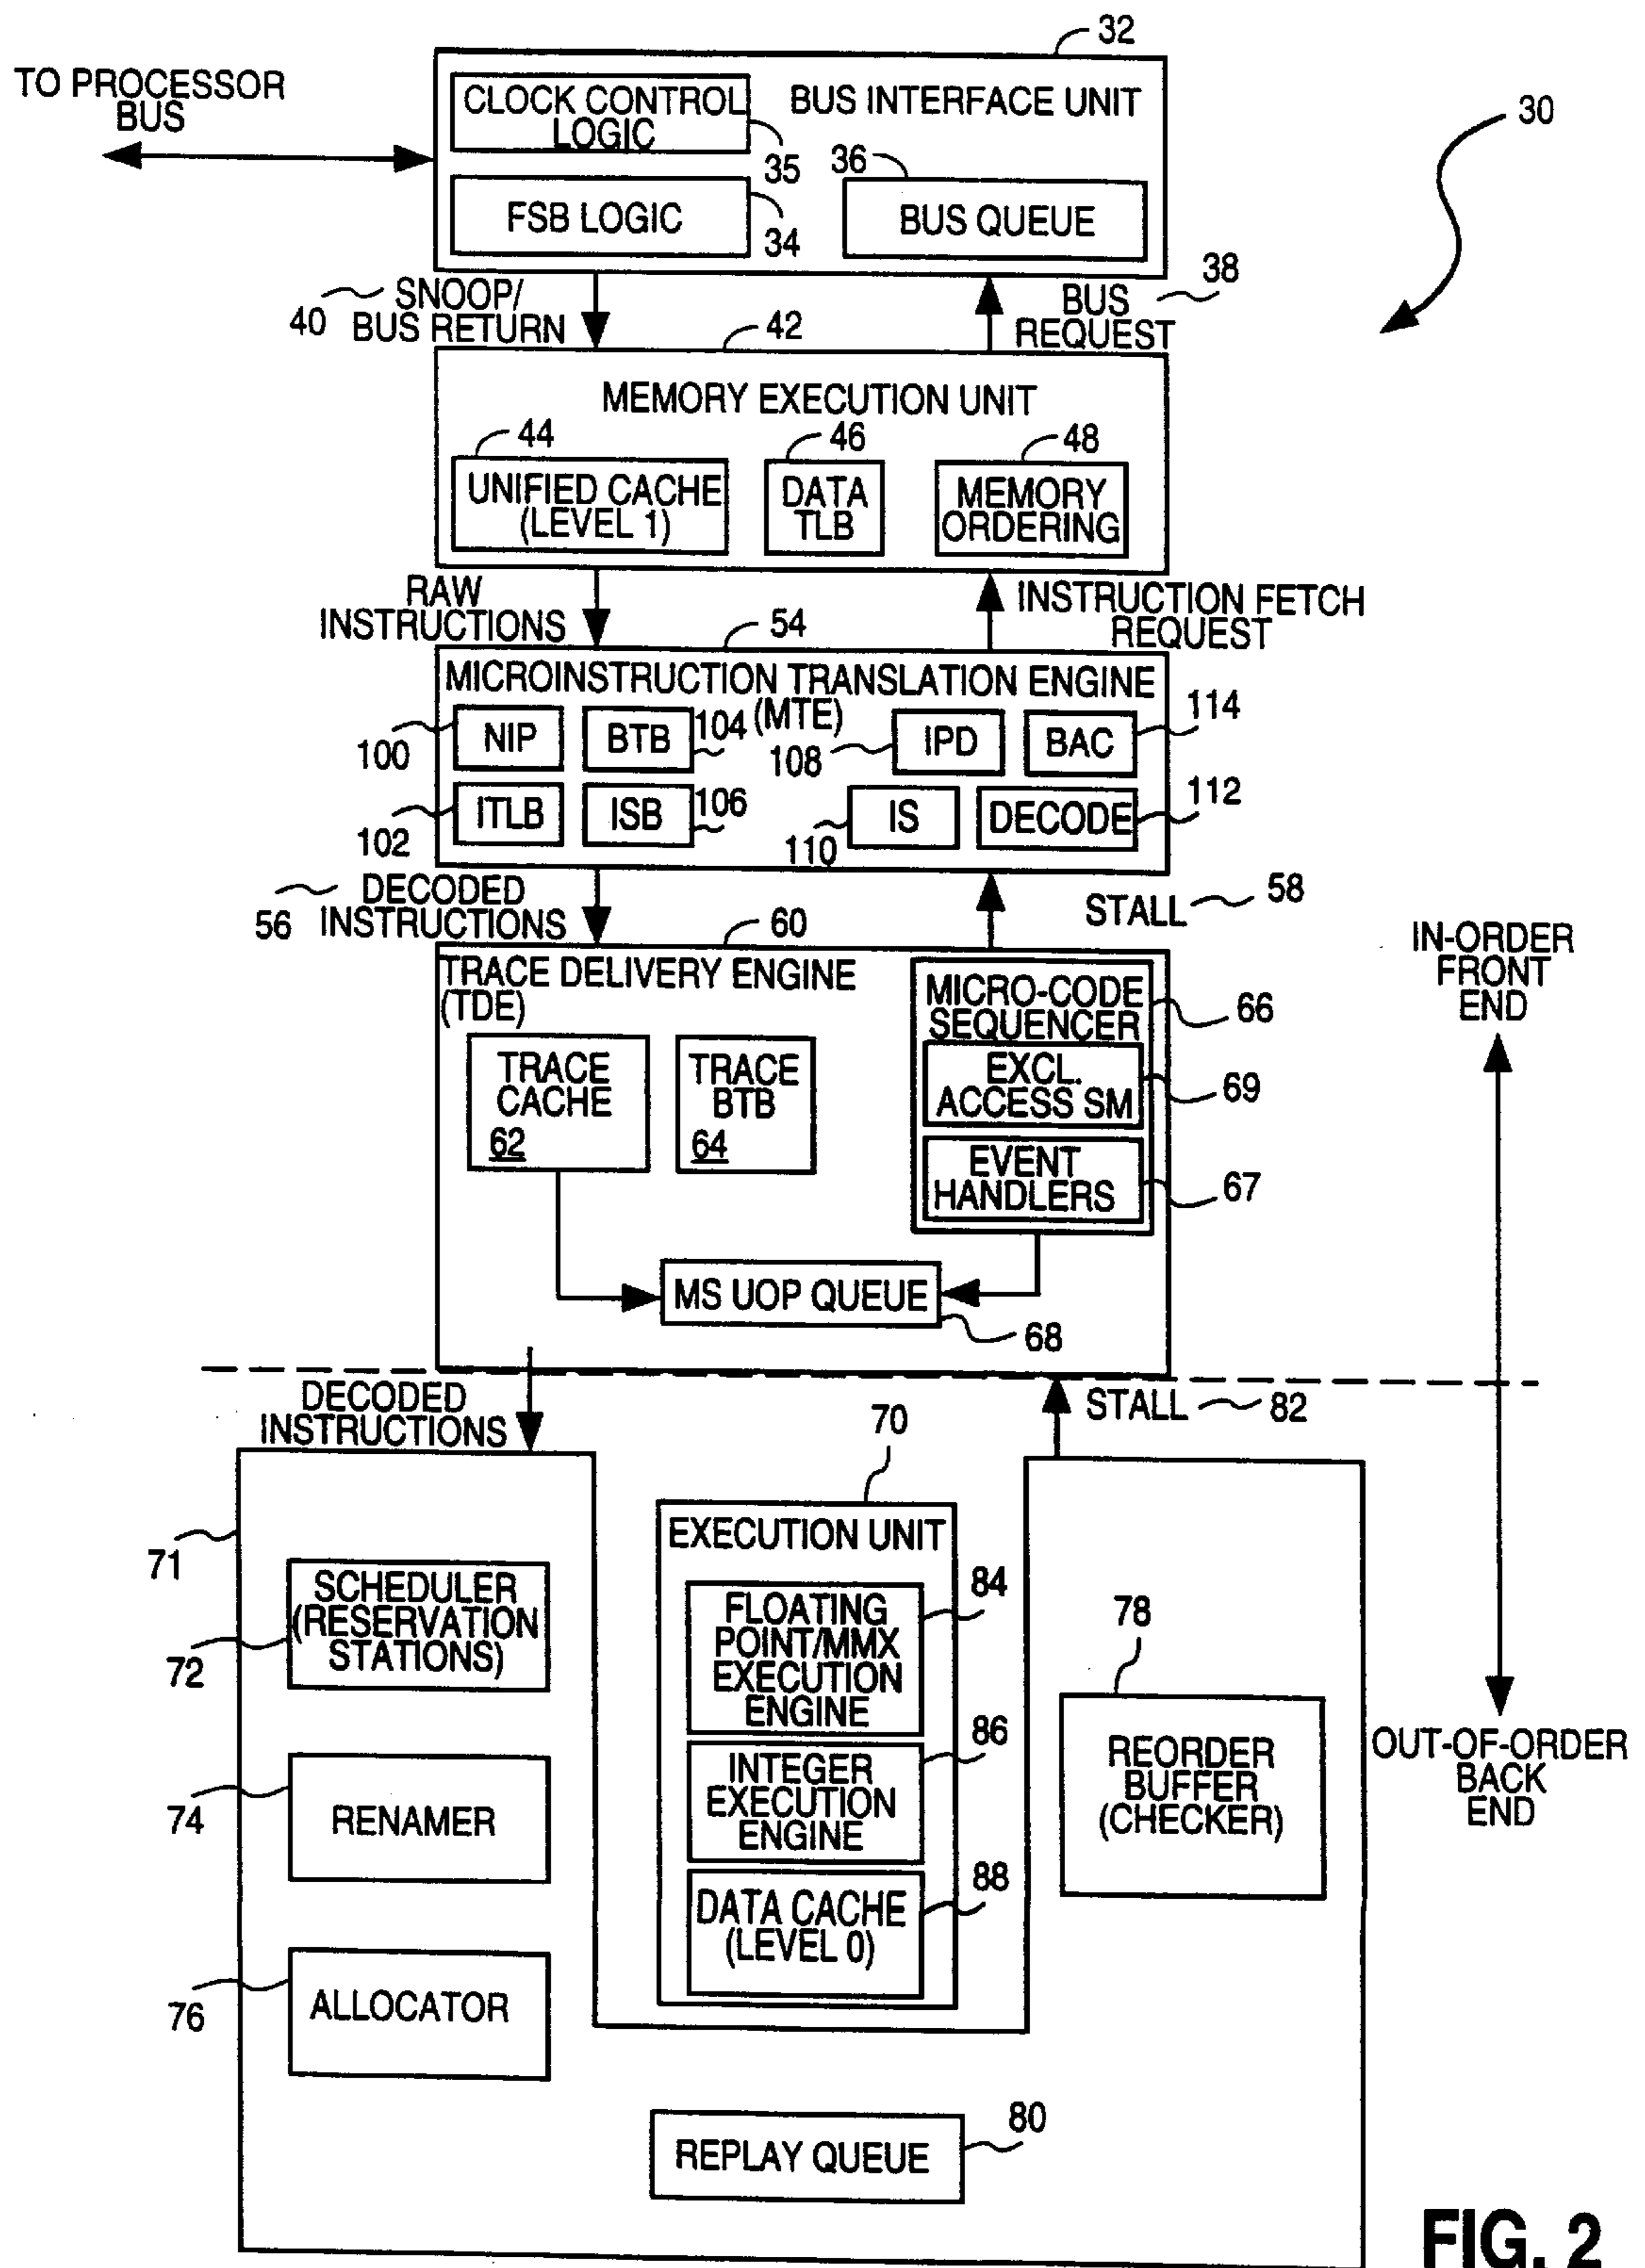 32
TO PROCESSOR
BUS
CLOCK CONTROL
LOGIC
35
BUS INTERFACE UNIT
30
FSB LOGIC
34
36
BUS QUEUE
40
SNOOP/
BUS RETURN
42
BUS
REQUEST
38
MEMORY EXECUTION UNIT
44
UNIFIED CACHE
(LEVEL 1)
46
DATA
TLB
48
MEMORY
ORDERING
RAW
INSTRUCTIONS
54
INSTRUCTION FETCH
REQUEST
MICROINSTRUCTION TRANSLATION ENGINE
(MTE)
100
NIP
BTB
104
108
IPD
BAC
114
102
ITLB
ISB
106
110
IS
DECODE
112
56
DECODED
INSTRUCTIONS
60
STALL
58
IN-ORDER
FRONT
END
TRACE DELIVERY ENGINE
(TDE)
MICRO-CODE
SEQUENCER
66
TRACE
CACHE
62
TRACE
BTB
64
EXCL.
ACCESS SM
69
EVENT
HANDLERS
67
MS UOP QUEUE
68
DECODED
INSTRUCTIONS
STALL
82
70
71
EXECUTION UNIT
SCHEDULER
(RESERVATION
STATIONS)
72
FLOATING
POINT/MMX
EXECUTION
ENGINE
84
78
RENAMER
74
INTEGER
EXECUTION
ENGINE
86
REORDER
BUFFER
(CHECKER)
OUT-OF-ORDER
BACK
END
DATA CACHE
(LEVEL 0)
88
ALLOCATOR
76
REPLAY QUEUE
80
FIG. 2